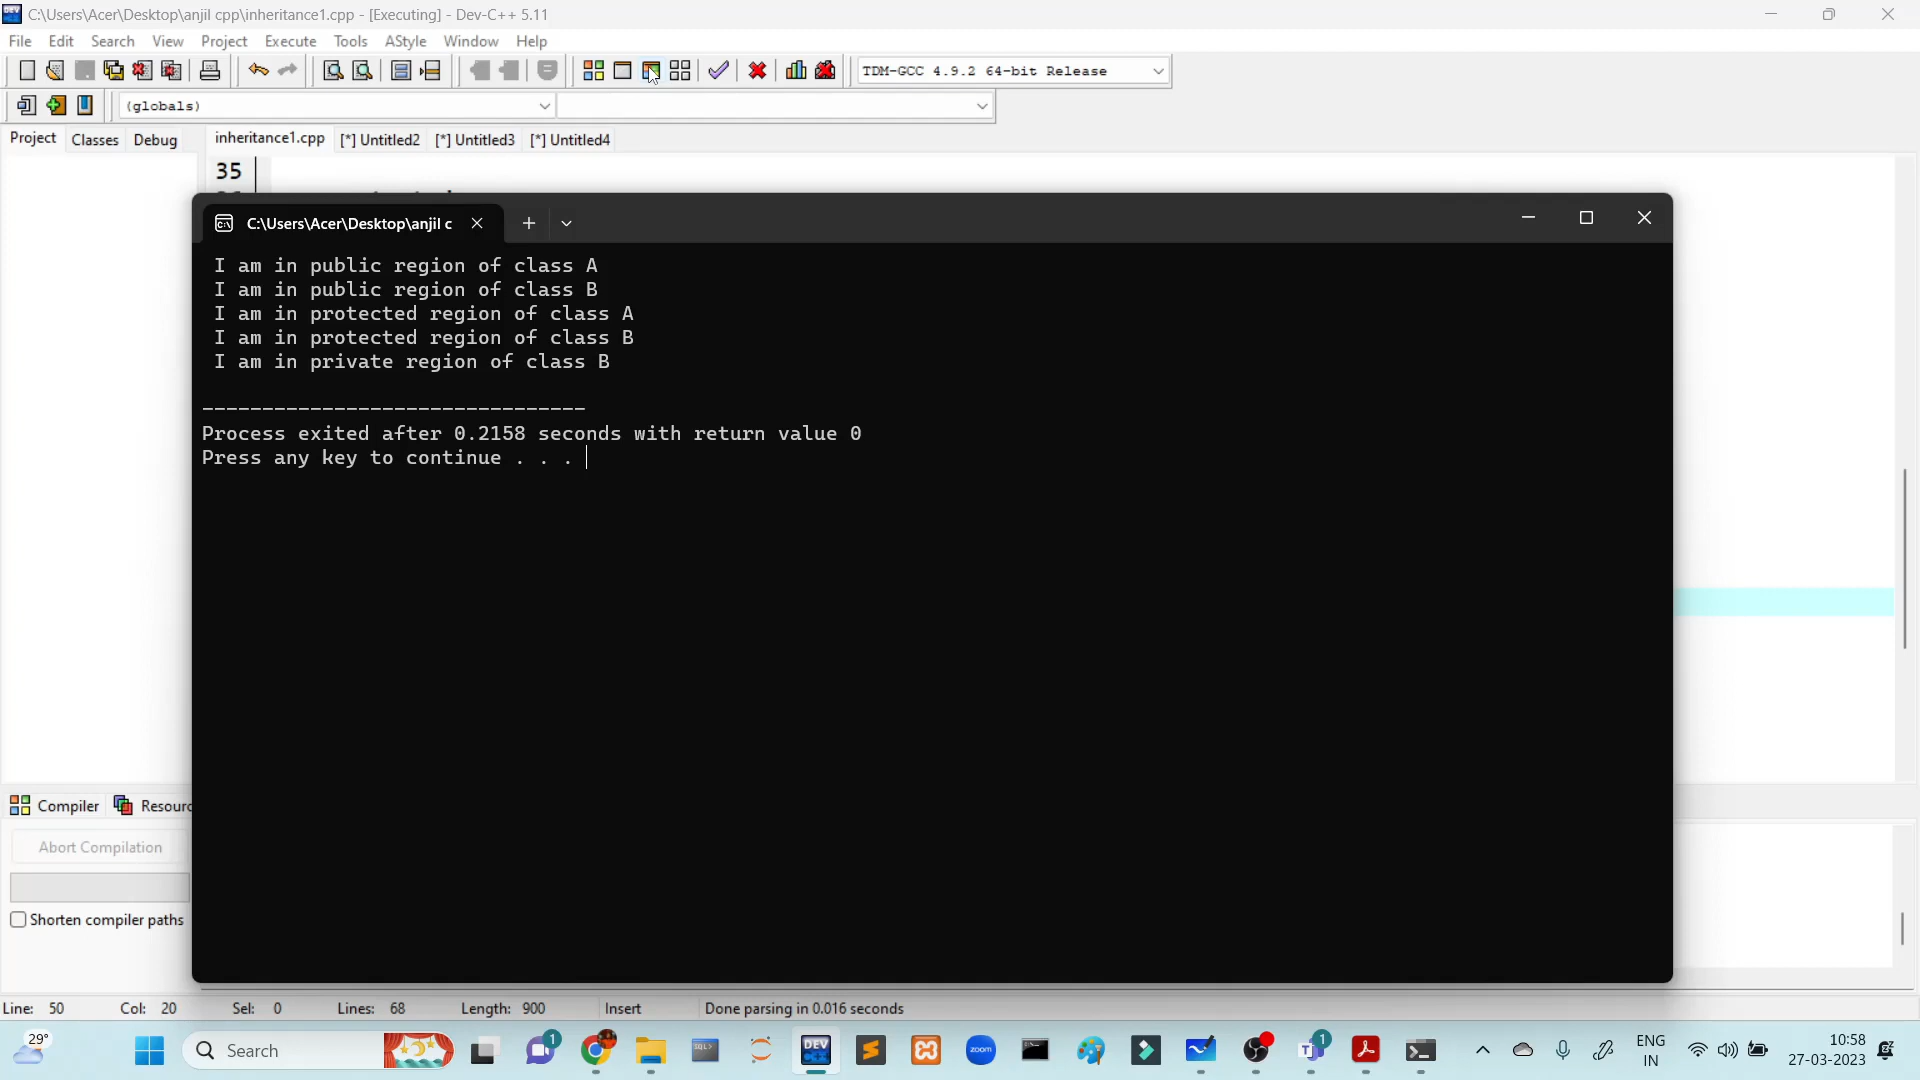 C:\Users\Acer\Desktop\anjil cpp\inheritance1.cpp - [Executing] - Dev-C++ 5.11
File Edit Search View Project Execute Tools AStyle Window Help
TDM-GCC 4.9.2 64-bit Release
(globals)
Project Classes Debug inheritance1.cpp [*] Untitled2 [*] Untitled3 [*] Untitled4
35
C:\Users\Acer\Desktop\anjil c
I am in public region of class A
I am in public region of class B
I am in protected region of class A
I am in protected region of class B
I am in private region of class B
--------------------------------
Process exited after 0.2158 seconds with return value 0
Press any key to continue . . .
Compiler Resourc
Abort Compilation
Shorten compiler paths
Line: 50 Col: 20 Sel: 0 Lines: 68 Length: 900 Insert Done parsing in 0.016 seconds
29°
Search
1
SQL>
DEV C++
zoom
1
ENG
IN
10:58
27-03-2023